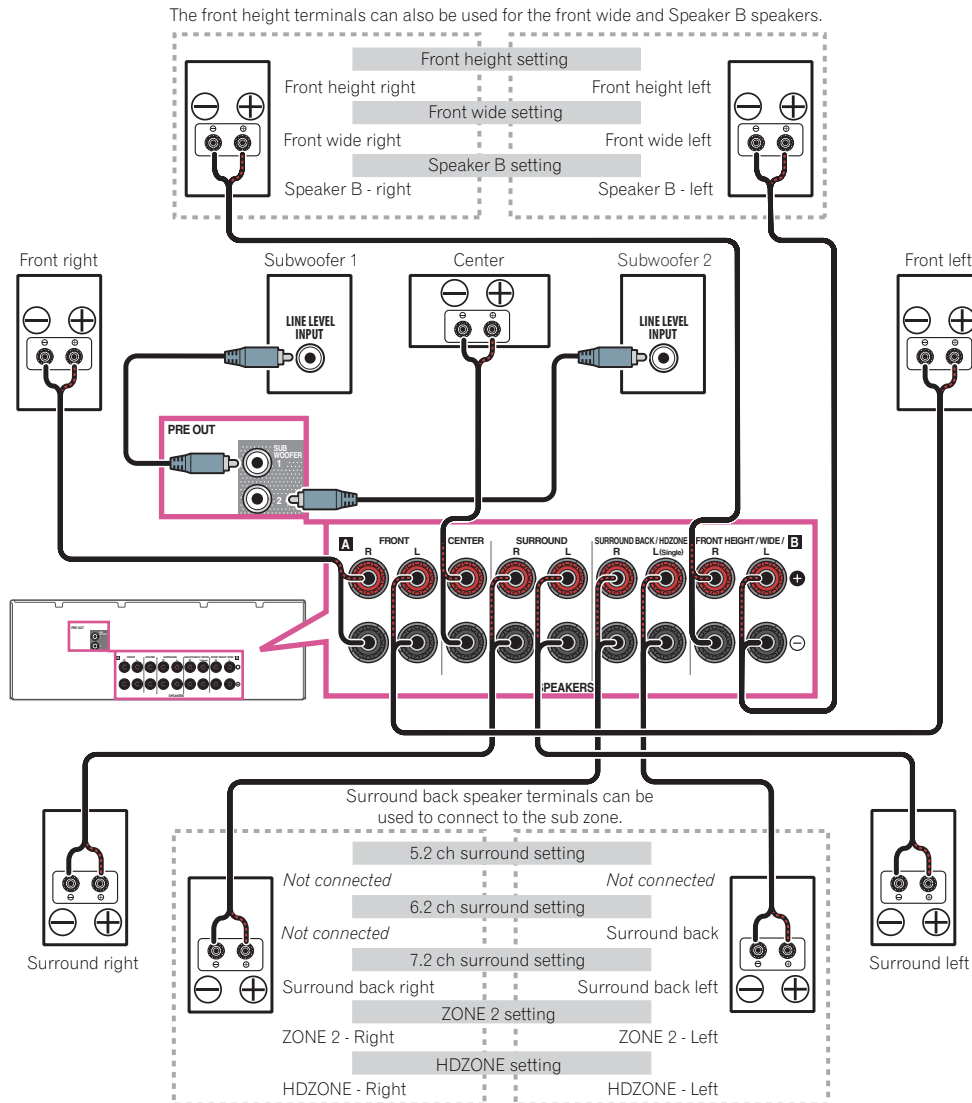 The front height terminals can also be used for the front wide and Speaker B speakers.
Front height setting
Front height right
Front height left
Front wide setting
Front wide right
Front wide left
Speaker B setting
Speaker B - right
Speaker B - left
Front right
Subwoofer 1
Center
Subwoofer 2
Front left
LINE LEVEL
INPUT
LINE LEVEL
INPUT
PRE OUT
SUB
WOOFER
1
2
A FRONT CENTER SURROUND SURROUND BACK / HDZONE FRONT HEIGHT / WIDE / B
R L R L R L (Single) R L
SPEAKERS
PRE OUT
SPEAKERS
Surround back speaker terminals can be
used to connect to the sub zone.
5.2 ch surround setting
Not connected
Not connected
6.2 ch surround setting
Not connected
Surround back
7.2 ch surround setting
Surround back right
Surround back left
ZONE 2 setting
ZONE 2 - Right
ZONE 2 - Left
HDZONE setting
HDZONE - Right
HDZONE - Left
Surround right
Surround left